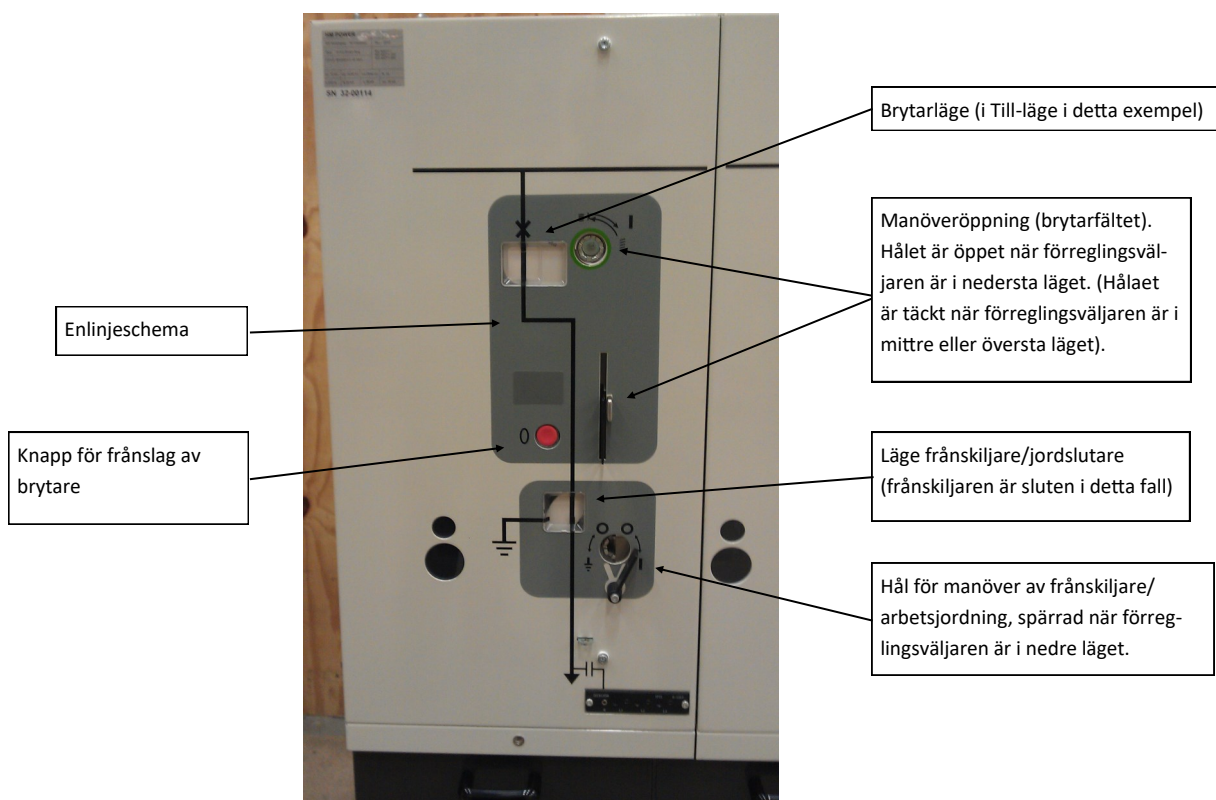 SN 32-00114
Brytarläge (i Till-läge i detta exempel)
Manöveröppning (brytarfältet).
Hålet är öppet när förreglingsväl-
jaren är i nedersta läget. (Hålaet
är täckt när förreglingsväljaren är i
mittre eller översta läget).
Enlinjeschema
Knapp för frånslag av
brytare
Läge frånskiljare/jordslutare
(frånskiljaren är sluten i detta fall)
Hål för manöver av frånskiljare/
arbetsjordning, spärrad när förreg-
lingsväljaren är i nedre läget.